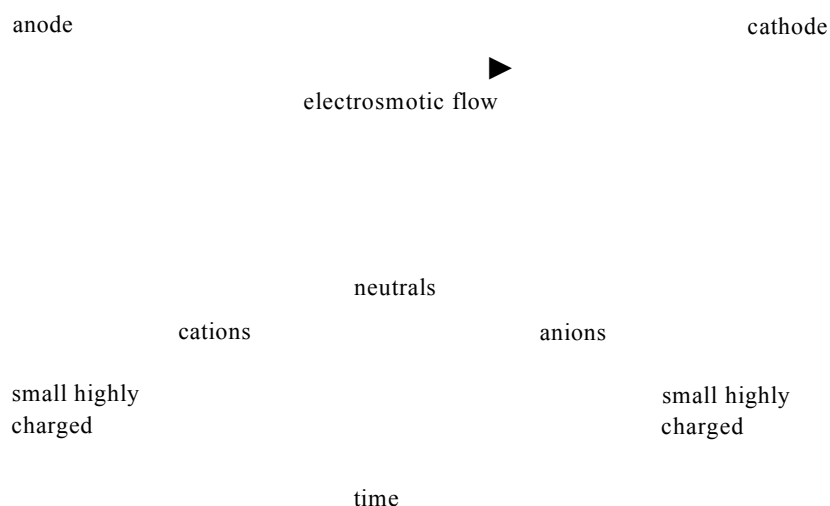 anode
cathode
electrosmotic flow
neutrals
cations
anions
small highly
charged
small highly
charged
time